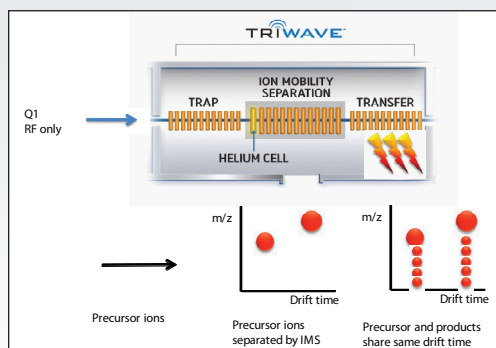 TRIWAVE™
ION MOBILITY
SEPARATION
TRAP
TRANSFER
Q1
RF only
HELIUM CELL
m/z
Drift time
m/z
Drift time
Precursor ions
Precursor ions
separated by IMS
Precursor and products
share same drift time